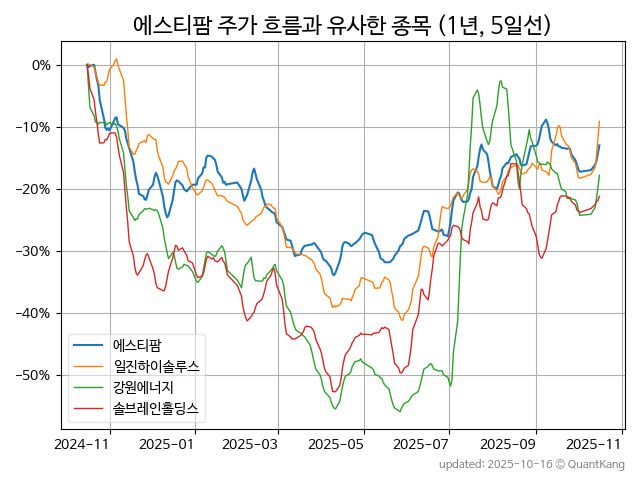 에스티팜 주가 흐름과 유사한 종목 (1년, 5일선)
0%
−10%
−20%
−30%
−40%
−50%
에스티팜
일진하이솔루스
강원에너지
솔브레인홀딩스
2024-11 2025-01 2025-03 2025-05 2025-07 2025-09 2025-11
updated: 2025-10-16 © QuantKang